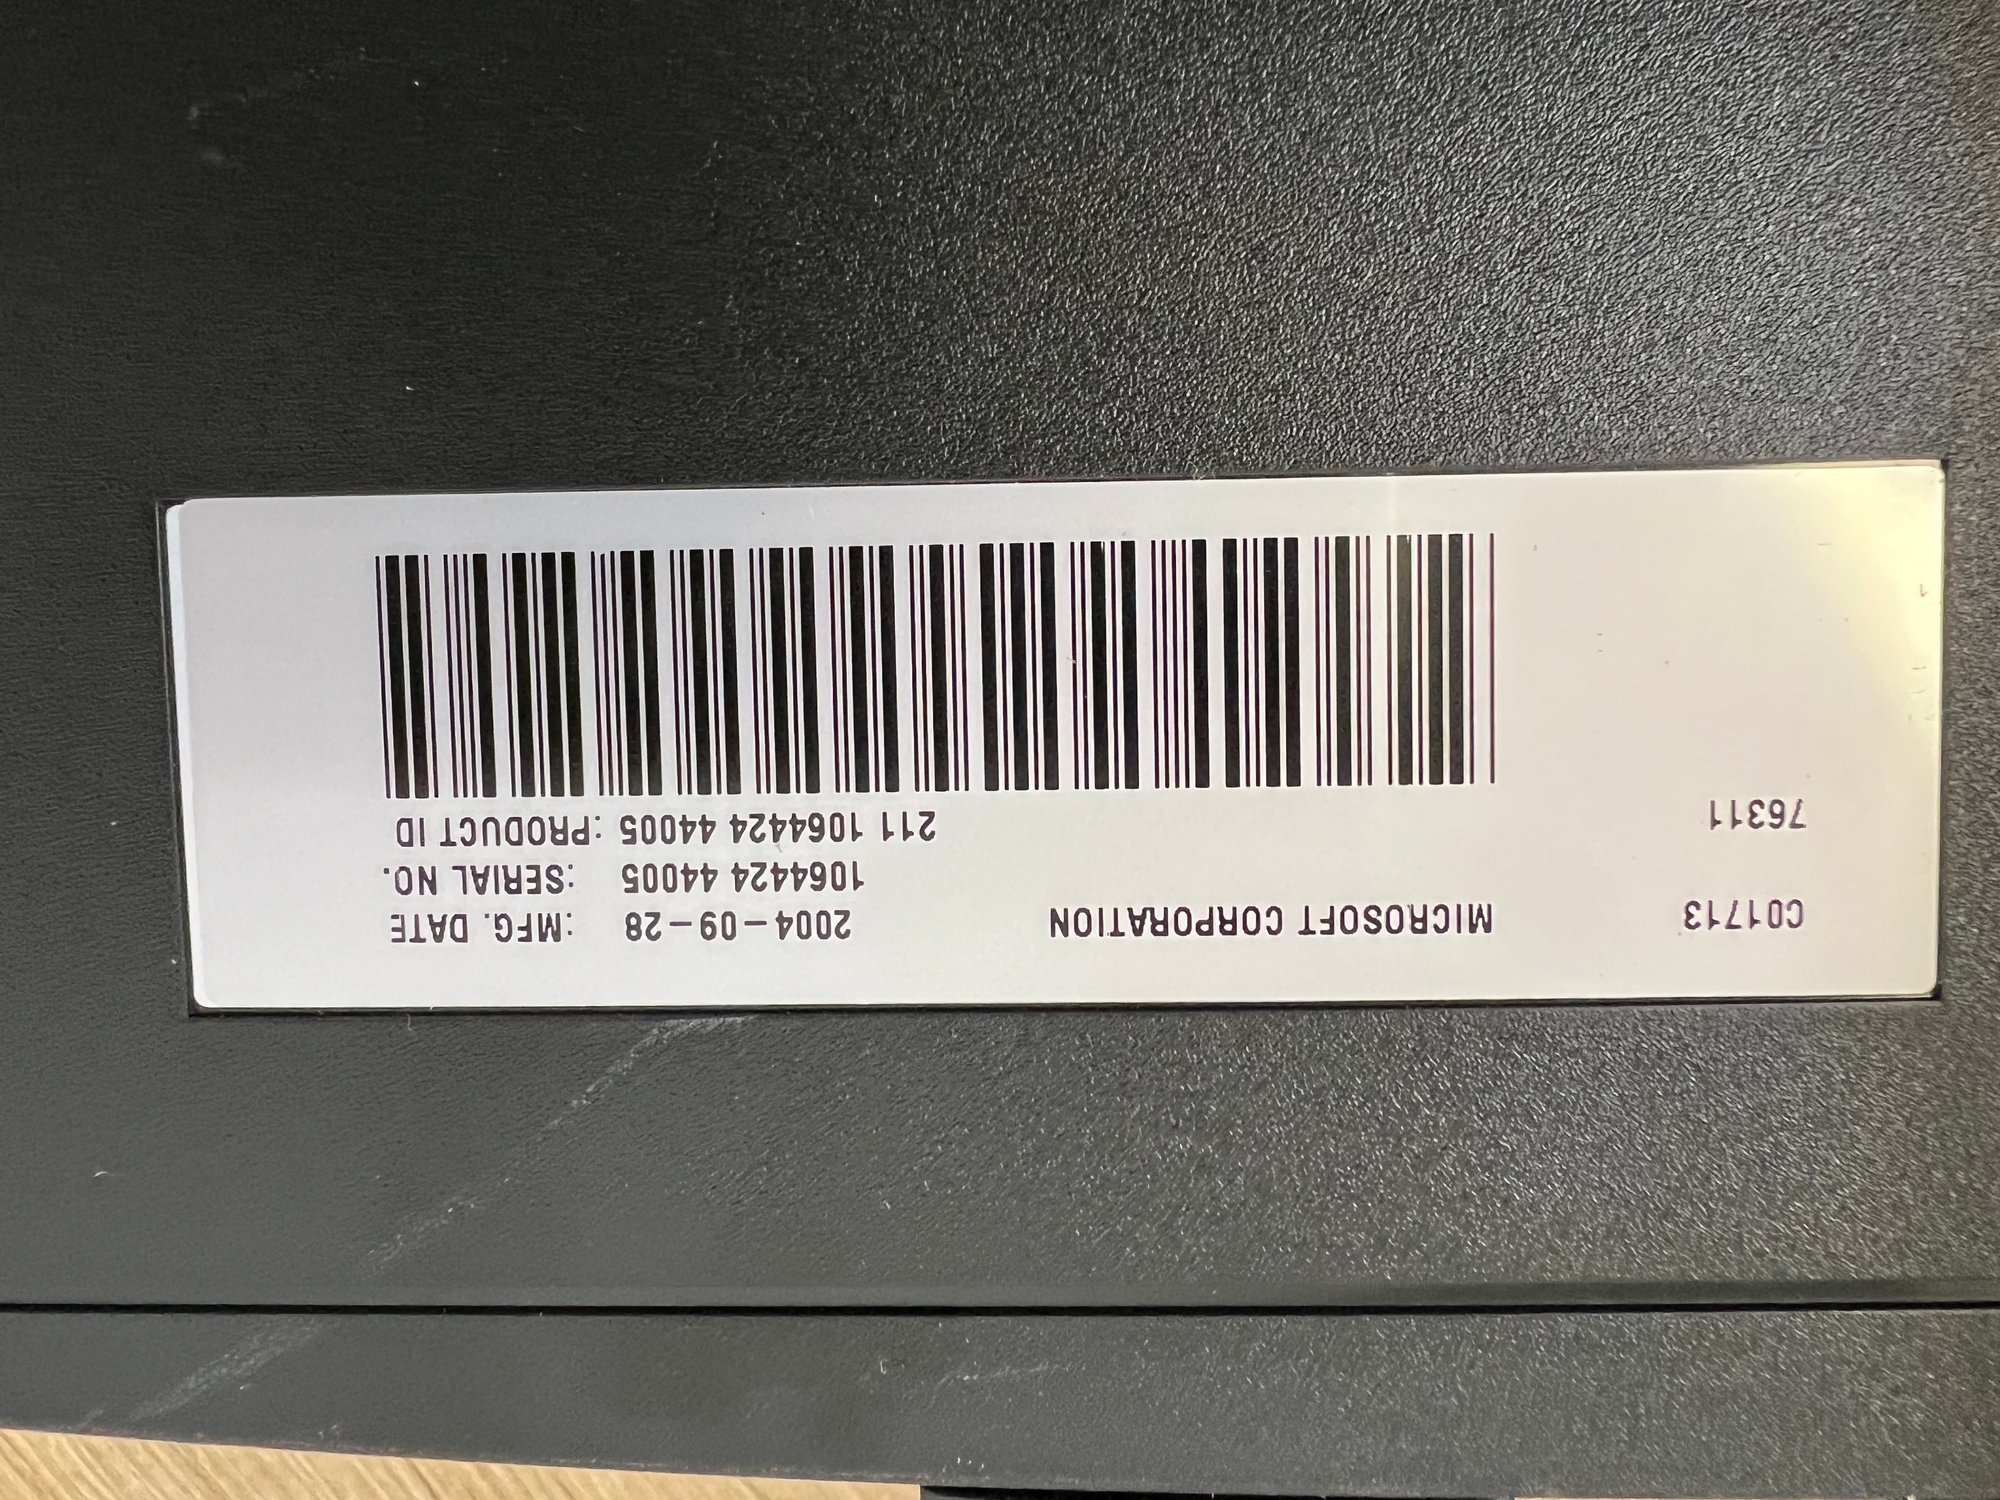 C01713 MICROSOFT CORPORATION 2004-09-28 :MFG. DATE
1064424 44005 :SERIAL NO.
76311 211 1064424 44005 :PRODUCT ID